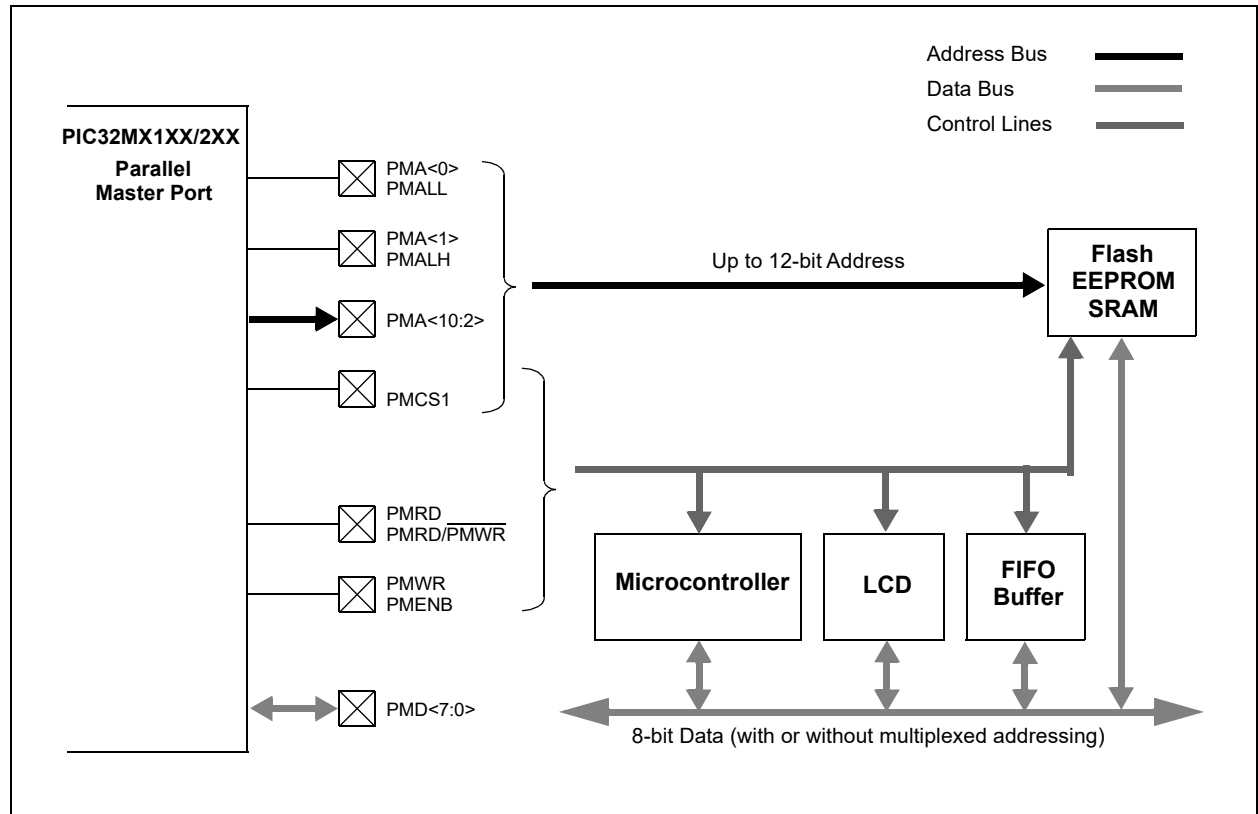 Address Bus
Data Bus
Control Lines
PIC32MX1XX/2XX
Parallel
Master Port
PMA<0>
PMALL
PMA<1>
PMALH
PMA<10:2>
PMCS1
PMRD
PMRD/PMWR
PMWR
PMENB
PMD<7:0>
Up to 12-bit Address
Flash
EEPROM
SRAM
Microcontroller
LCD
FIFO
Buffer
8-bit Data (with or without multiplexed addressing)